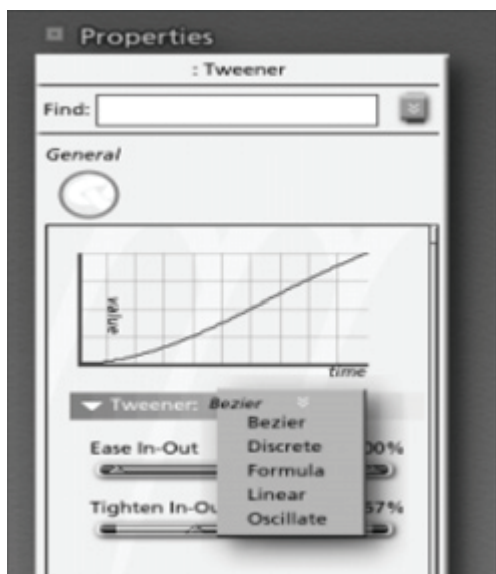 Properties
: Tweener
Find:
General
value
time
Tweener: Bezier
Bezier
Ease In-Out
Discrete
00%
Formula
Linear
Tighten In-Ou
57%
Oscillate